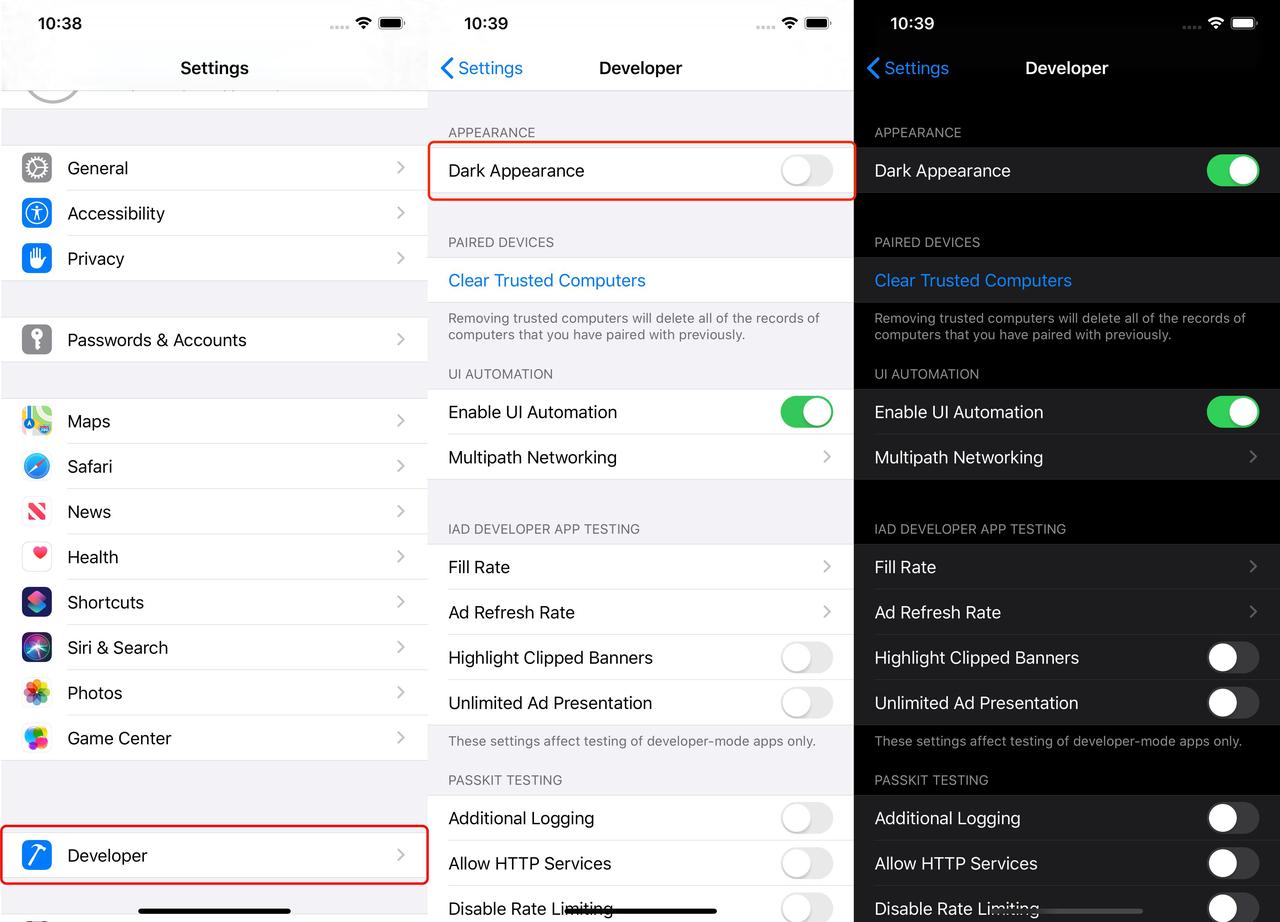 10:38
Settings
General
Accessibility
Privacy
Passwords & Accounts
Maps
Safari
News
Health
Shortcuts
Siri & Search
Photos
Game Center
Developer
10:39
Settings
Developer
APPEARANCE
Dark Appearance
PAIRED DEVICES
Clear Trusted Computers
Removing trusted computers will delete all of the records of
computers that you have paired with previously.
UI AUTOMATION
Enable UI Automation
Multipath Networking
IAD DEVELOPER APP TESTING
Fill Rate
Ad Refresh Rate
Highlight Clipped Banners
Unlimited Ad Presentation
These settings affect testing of developer-mode apps only.
PASSKIT TESTING
Additional Logging
Allow HTTP Services
Disable Rate Limiting
10:39
Settings
Developer
APPEARANCE
Dark Appearance
PAIRED DEVICES
Clear Trusted Computers
Removing trusted computers will delete all of the records of
computers that you have paired with previously.
UI AUTOMATION
Enable UI Automation
Multipath Networking
IAD DEVELOPER APP TESTING
Fill Rate
Ad Refresh Rate
Highlight Clipped Banners
Unlimited Ad Presentation
These settings affect testing of developer-mode apps only.
PASSKIT TESTING
Additional Logging
Allow HTTP Services
Disable Rate Limiting